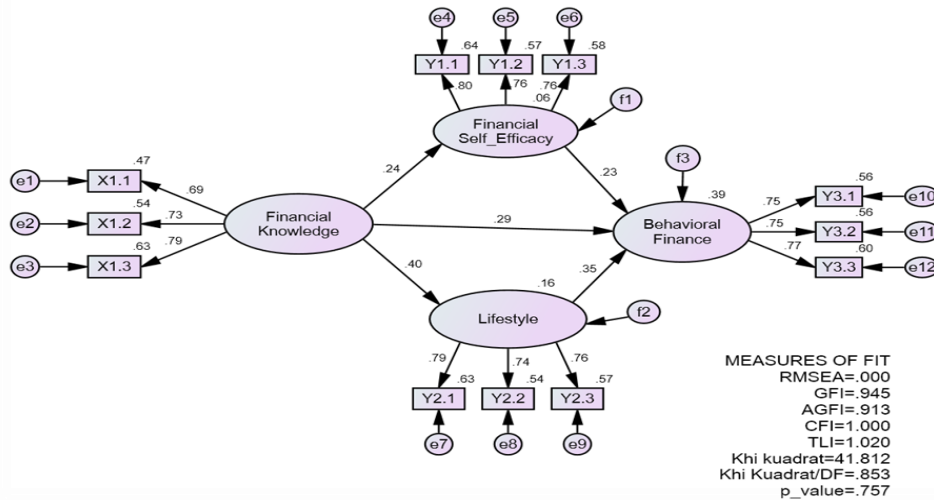 e4
e5
e6
.64
.57
.58
Y1.1
Y1.2
Y1.3
.80
.76
.76
.06
Financial
Self_Efficacy
f1
e1
.47
X1.1
.69
e2
.54
X1.2
.73
e3
.63
X1.3
.79
Financial
Knowledge
.24
.29
.40
.23
f3
.39
Behavioral
Finance
.35
.16
Lifestyle
f2
.75
.56
Y3.1
e10
.75
.56
Y3.2
e11
.77
.60
Y3.3
e12
.79
.74
.76
.63
.54
.57
Y2.1
Y2.2
Y2.3
e7
e8
e9
MEASURES OF FIT
RMSEA=.000
GFI=.945
AGFI=.913
CFI=1.000
TLI=1.020
Khi kuadrat=41.812
Khi Kuadrat/DF=.853
p_value=.757